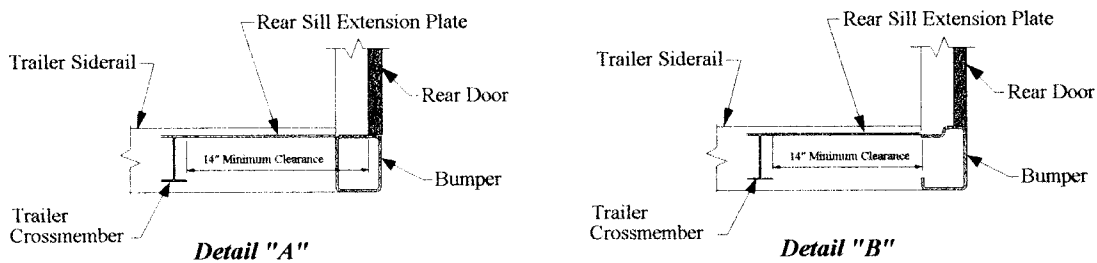 Rear Sill Extension Plate
Trailer Siderail
Rear Door
14" Minimum Clearance
Bumper
Trailer
Crossmember
Detail "A"
Rear Sill Extension Plate
Trailer Siderail
Rear Door
14" Minimum Clearance
Bumper
Trailer
Crossmember
Detail "B"